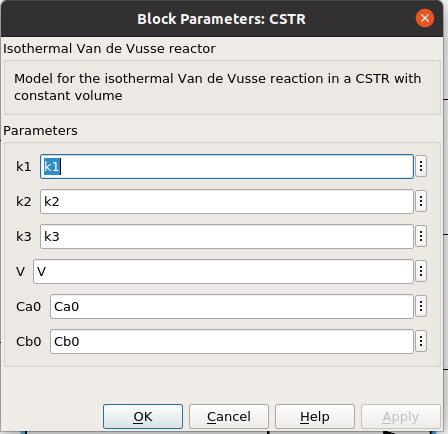 Block Parameters: CSTR
Isothermal Van de Vusse reactor
Model for the isothermal Van de Vusse reaction in a CSTR with
constant volume
Parameters
k1 k1
k2 k2
k3 k3
V V
Ca0 Ca0
Cb0 Cb0
OK Cancel Help Apply